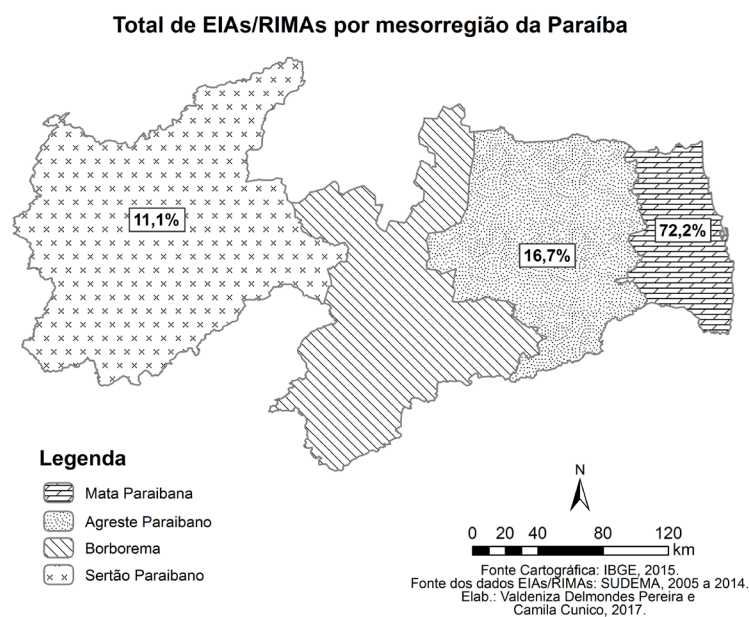 Total de EIAs/RIMAs por mesorregião da Paraíba
11,1%
16,7%
72,2%
Legenda
Mata Paraibana
Agreste Paraibano
Borborema
Sertão Paraibano
N
0 20 40 80 120
km
Fonte Cartográfica: IBGE, 2015.
Fonte dos dados EIAs/RIMAs: SUDEMA, 2005 a 2014.
Elab.: Valdeniza Delmondes Pereira e
Camila Cunico, 2017.